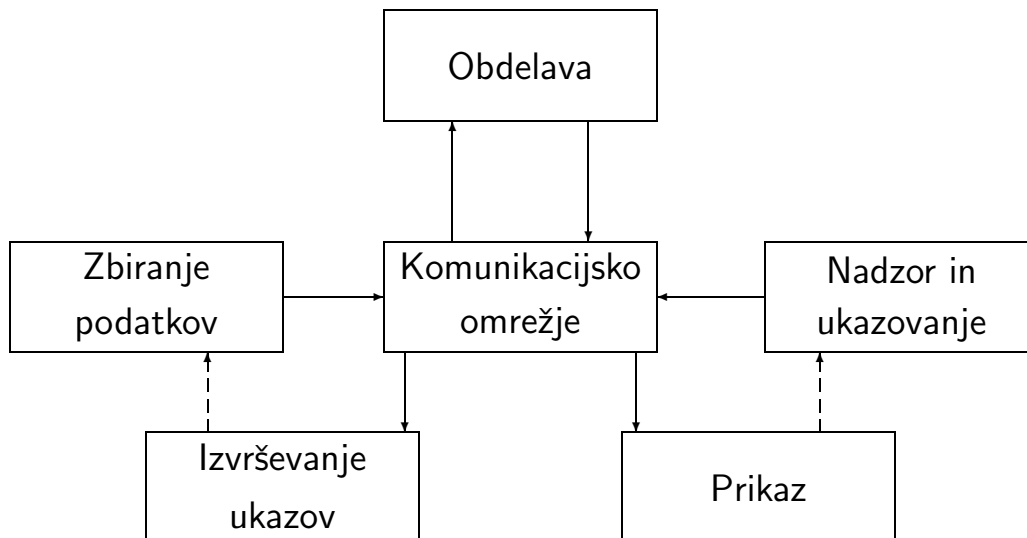 Obdelava
Zbiranje
podatkov
Komunikacijsko
omrežje
Nadzor in
ukazovanje
Izvrševanje
ukazov
Prikaz